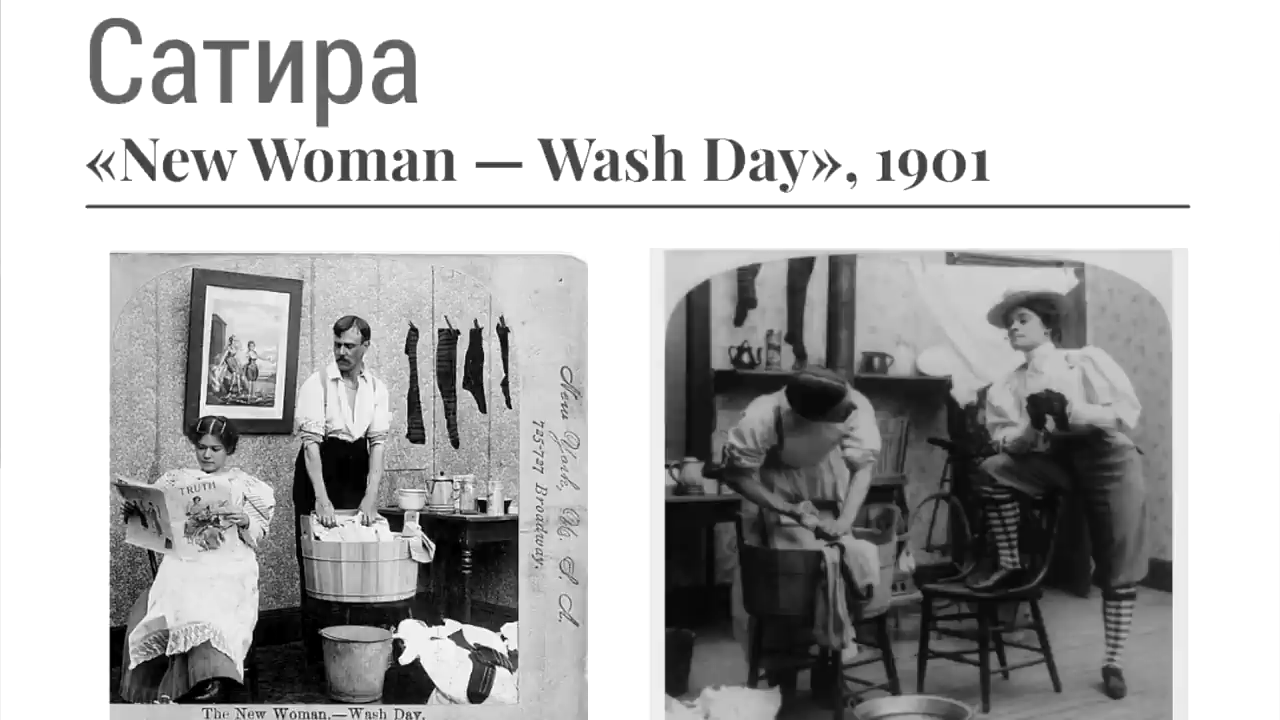 Сатира
«New Woman — Wash Day», 1901
TRUTH
New York, U. S. A
725-727 Broadway.
The New Woman.—Wash Day.